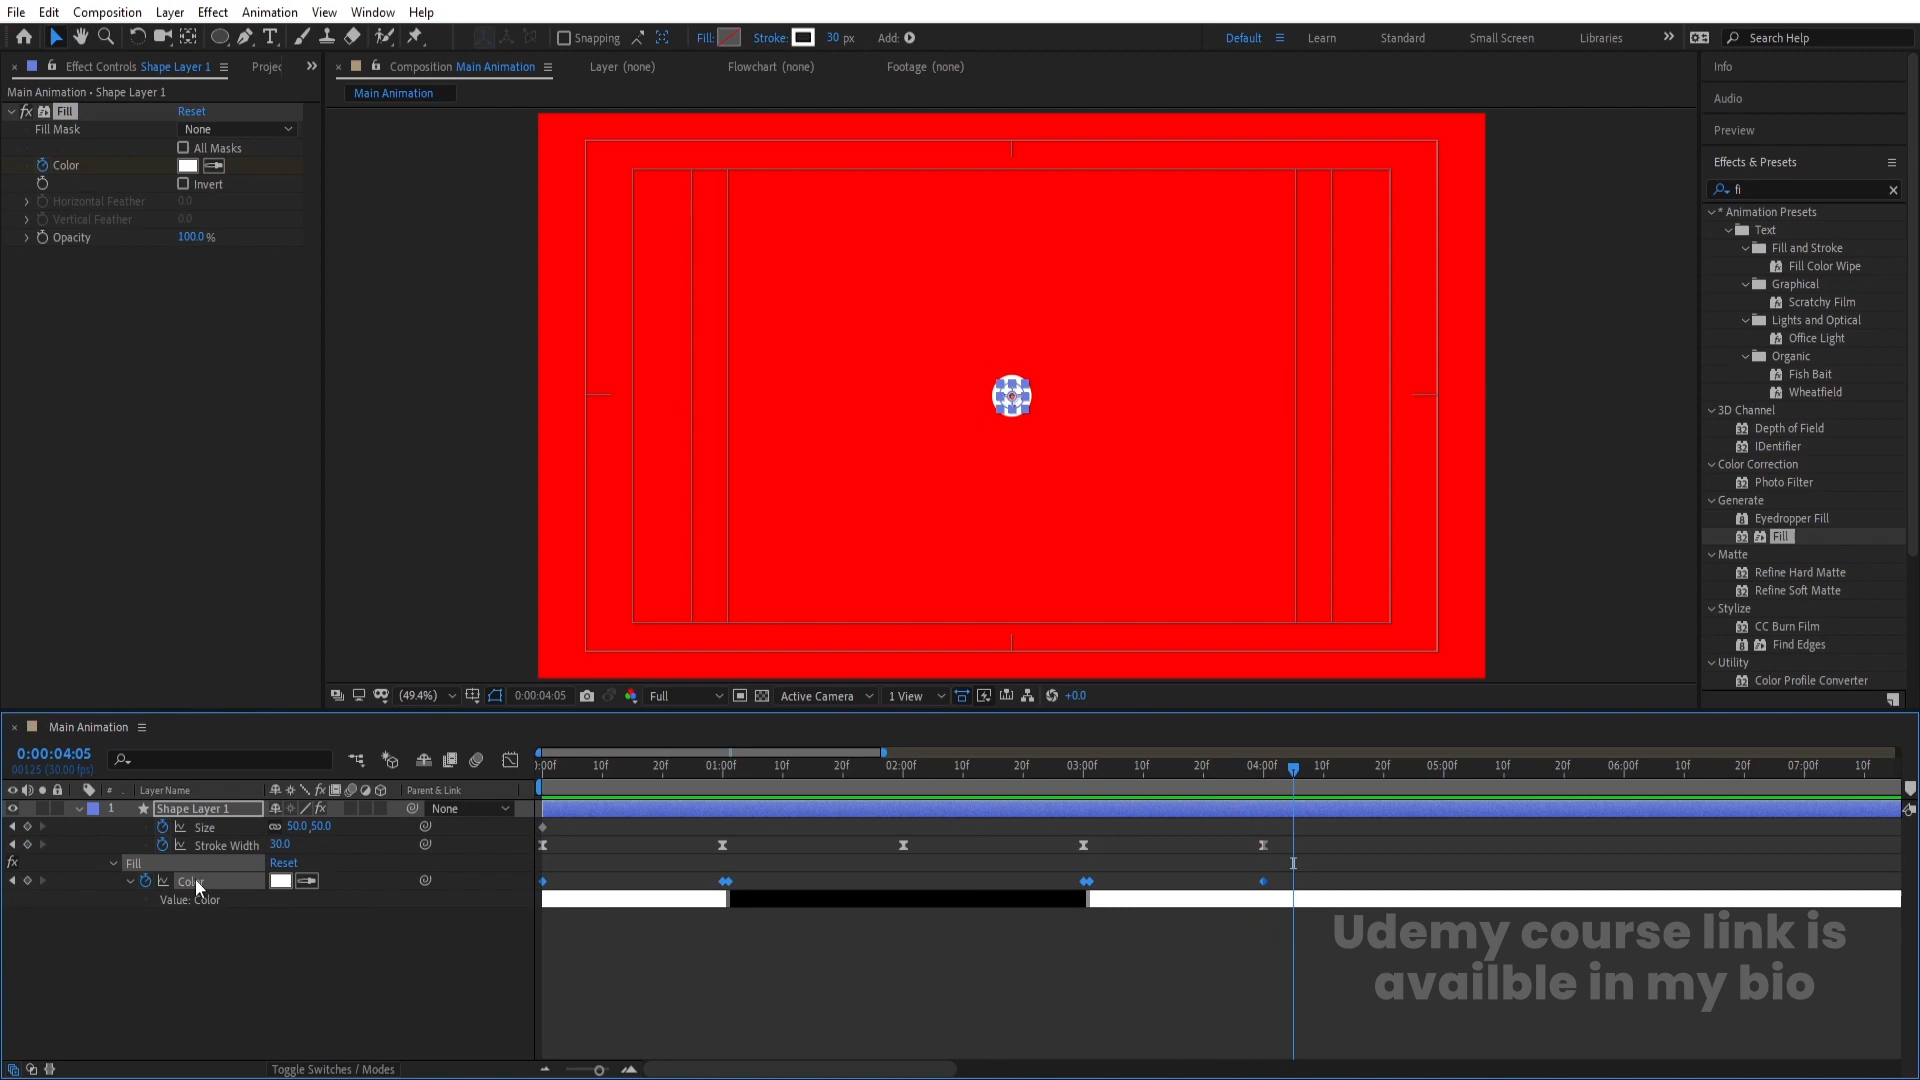 File Edit Composition Layer Effect Animation View Window Help
Snapping Fill: Stroke: 30 px Add: Default Learn Standard Small Screen Libraries Search Help
Effect Controls Shape Layer 1 Projec
Composition Main Animation Layer (none) Flowchart (none) Footage (none)
Main Animation • Shape Layer 1
Main Animation
fx Fill Reset
Fill Mask None
All Masks
Color
Invert
Horizontal Feather 0.0
Vertical Feather 0.0
Opacity 100.0 %
Info
Audio
Preview
Effects & Presets
fi
* Animation Presets
Text
Fill and Stroke
Fill Color Wipe
Graphical
Scratchy Film
Lights and Optical
Office Light
Organic
Fish Bait
Wheatfield
3D Channel
Depth of Field
IDentifier
Color Correction
Photo Filter
Generate
Eyedropper Fill
Fill
Matte
Refine Hard Matte
Refine Soft Matte
Stylize
CC Burn Film
Find Edges
Utility
Color Profile Converter
(49.4%) 0:00:04:05 Full Active Camera 1 View +0.0
Main Animation
0:00:04:05
00125 (30.00 fps)
):00f 10f 20f 01:00f 10f 20f 02:00f 10f 20f 03:00f 10f 20f 04:00f 10f 20f 05:00f 10f 20f 06:00f 10f 20f 07:00f 10f
# Layer Name fx Parent & Link
1 Shape Layer 1 fx None
Size 50.0,50.0
Stroke Width 30.0
fx Fill Reset
Color
Value: Color
Udemy course link is
availble in my bio
Toggle Switches / Modes